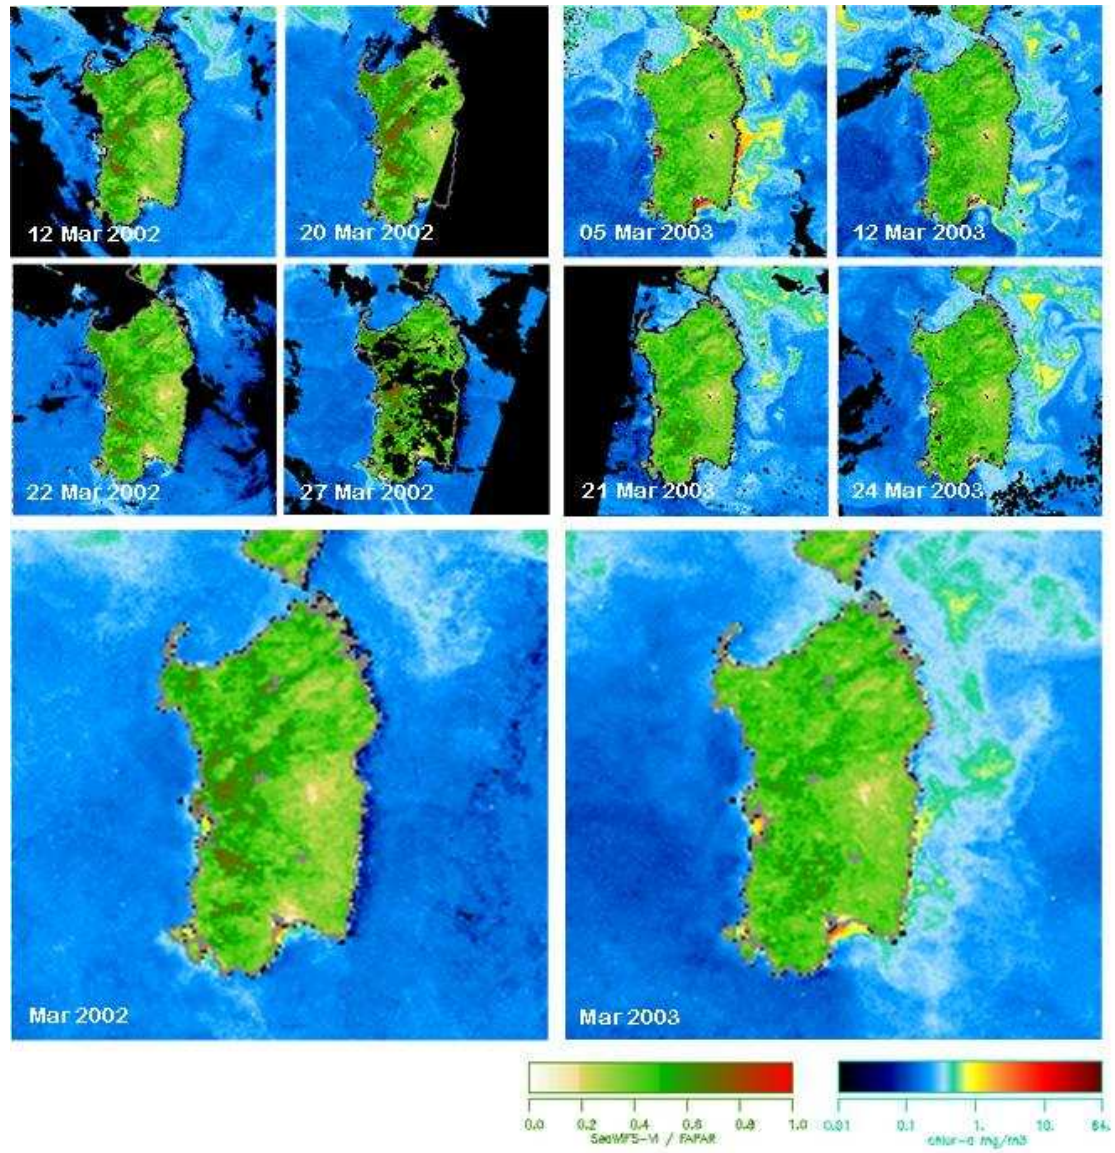 12 Mar 2002
20 Mar 2002
05 Mar 2003
12 Mar 2003
22 Mar 2002
27 Mar 2002
21 Mar 2003
24 Mar 2003
Mar 2002
Mar 2003
0.0 0.2 0.4 0.6 0.8 1.0
SeaWiFS-VI / FAPAR
0.01 0.1 1. 10. 64.
chlor-a mg/m3